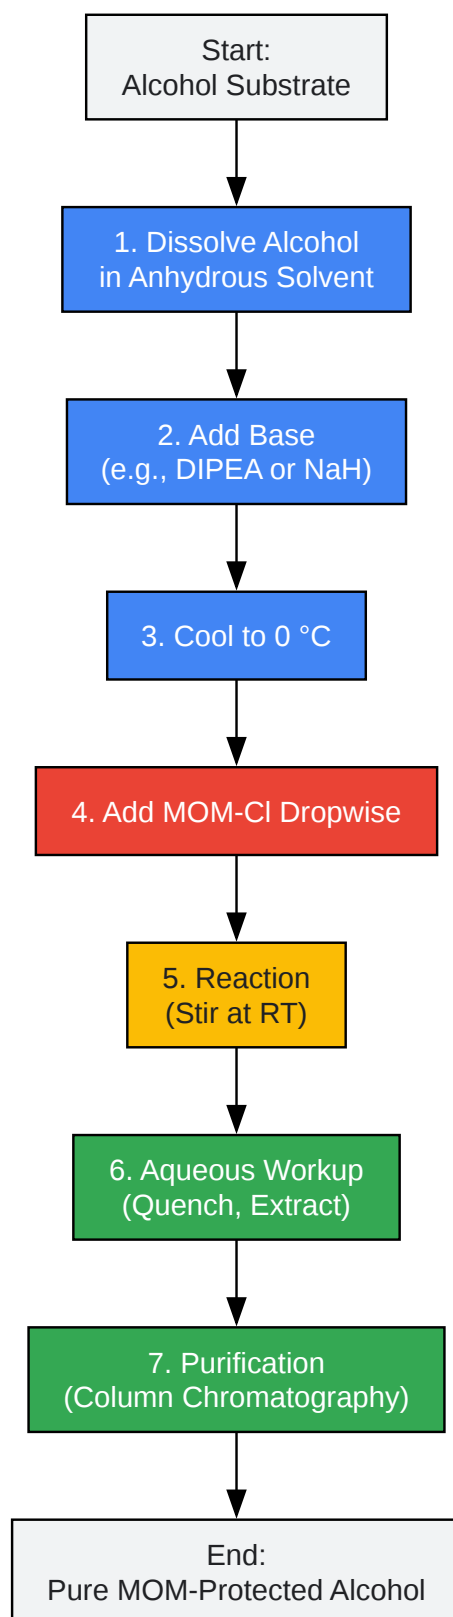 Start:
Alcohol Substrate
1. Dissolve Alcohol
in Anhydrous Solvent
2. Add Base
(e.g., DIPEA or NaH)
3. Cool to 0 °C
4. Add MOM-Cl Dropwise
5. Reaction
(Stir at RT)
6. Aqueous Workup
(Quench, Extract)
7. Purification
(Column Chromatography)
End:
Pure MOM-Protected Alcohol